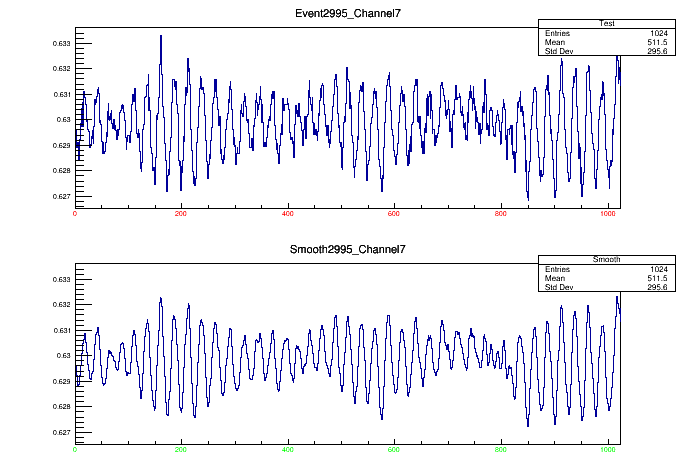 Event2995_Channel7
Test
Entries 1024
Mean 511.5
Std Dev 295.6
0.633
0.632
0.631
0.63
0.629
0.628
0.627
0 200 400 600 800 1000
Smooth2995_Channel7
Smooth
Entries 1024
Mean 511.5
Std Dev 295.6
0.633
0.632
0.631
0.63
0.629
0.628
0.627
0 200 400 600 800 1000